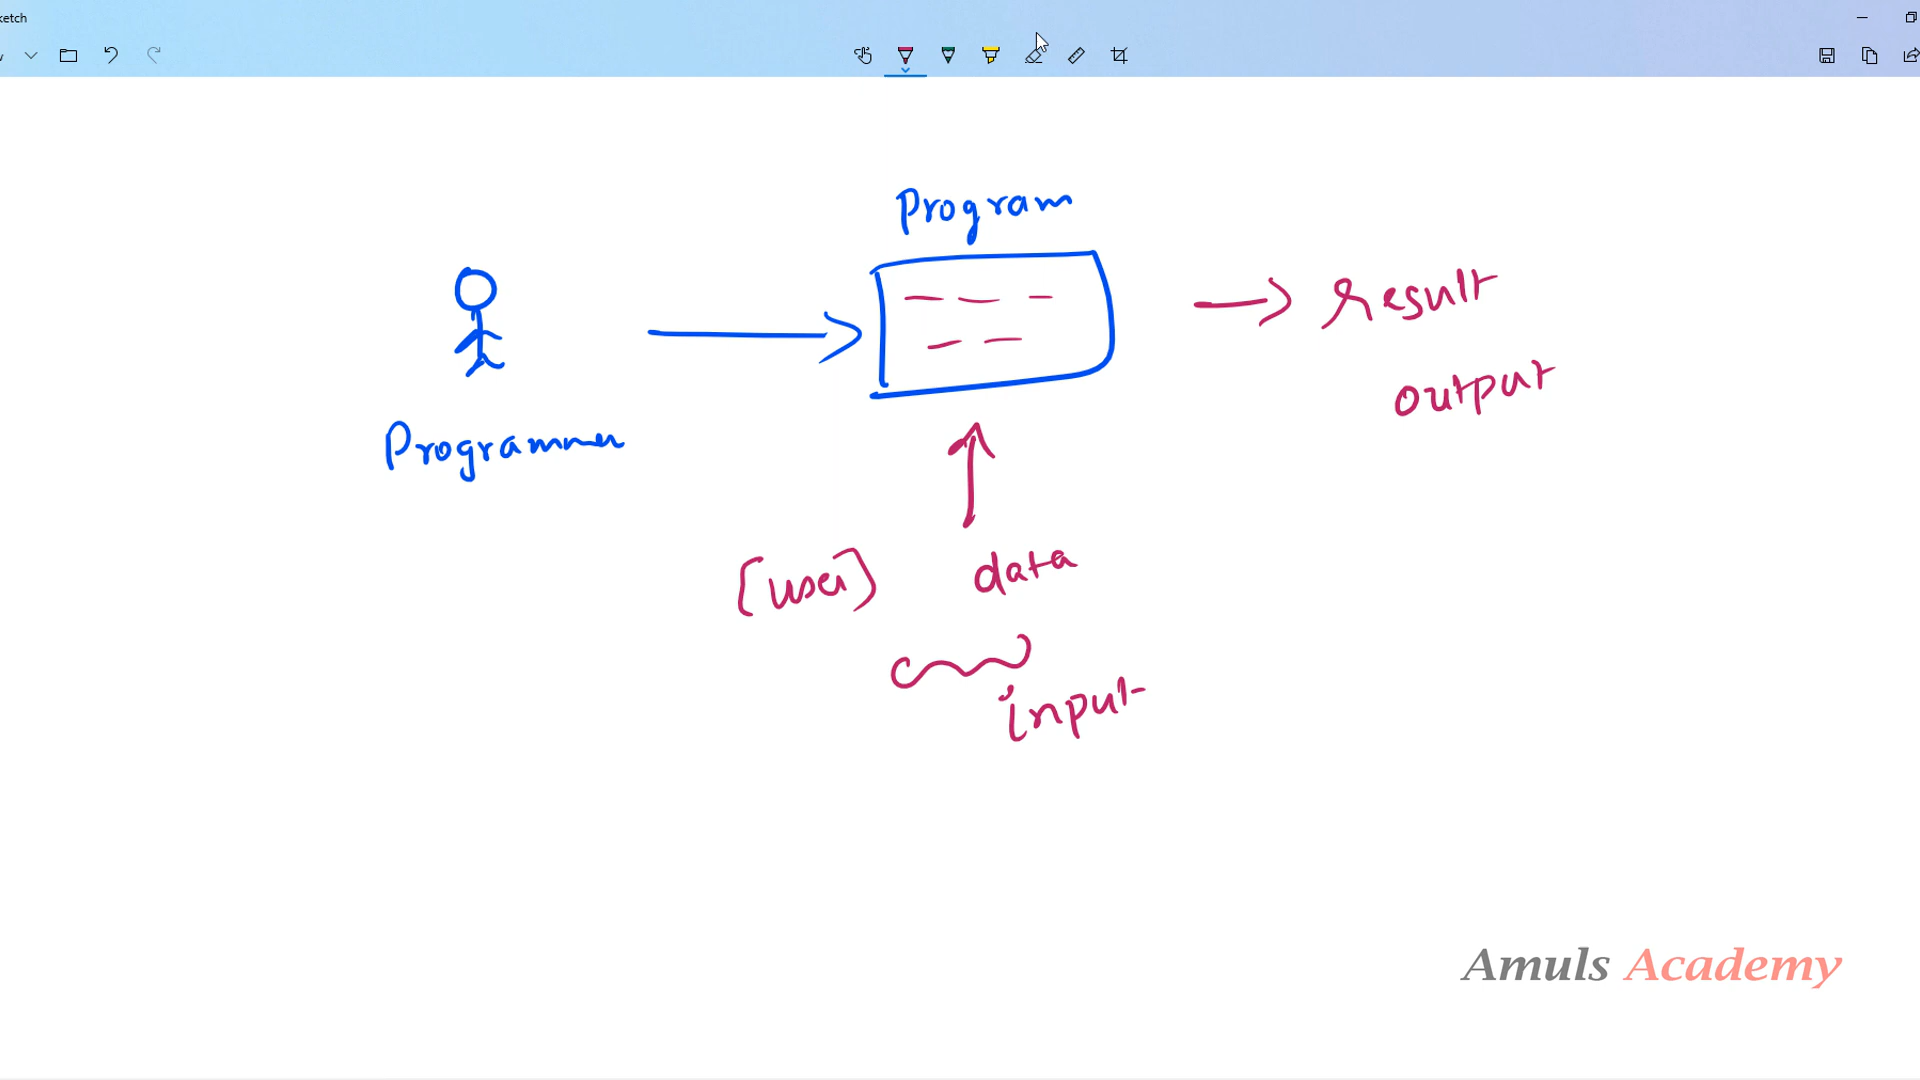 ketch
Program
result
output
Programmer
[user] data
input
Amuls Academy